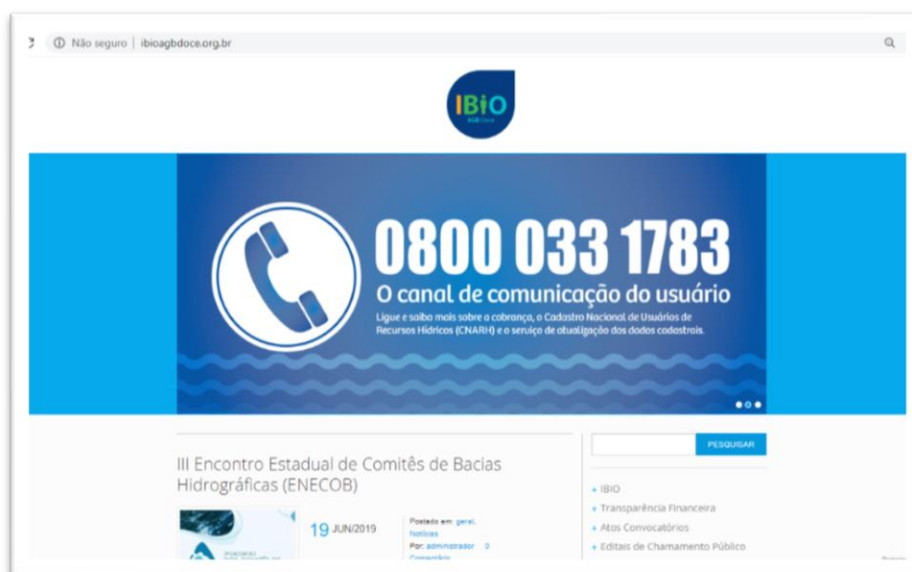 Não seguro | ibioagbdoce.org.br
IBiO
AGB Doce
0800 033 1783
O canal de comunicação do usuário
Ligue e saiba mais sobre a cobrança, o Cadastro Nacional de Usuários de
Recursos Hídricos (CNARH) e o serviço de atualização dos dados cadastrais.
PESQUISAR
III Encontro Estadual de Comitês de Bacias
Hidrográficas (ENECOB)
19 JUN/2019
Postado em: geral,
Notícias
Por: administrador 0
Comentários
+ IBIO
+ Transparência Financeira
+ Atos Convocatórios
+ Editais de Chamamento Público